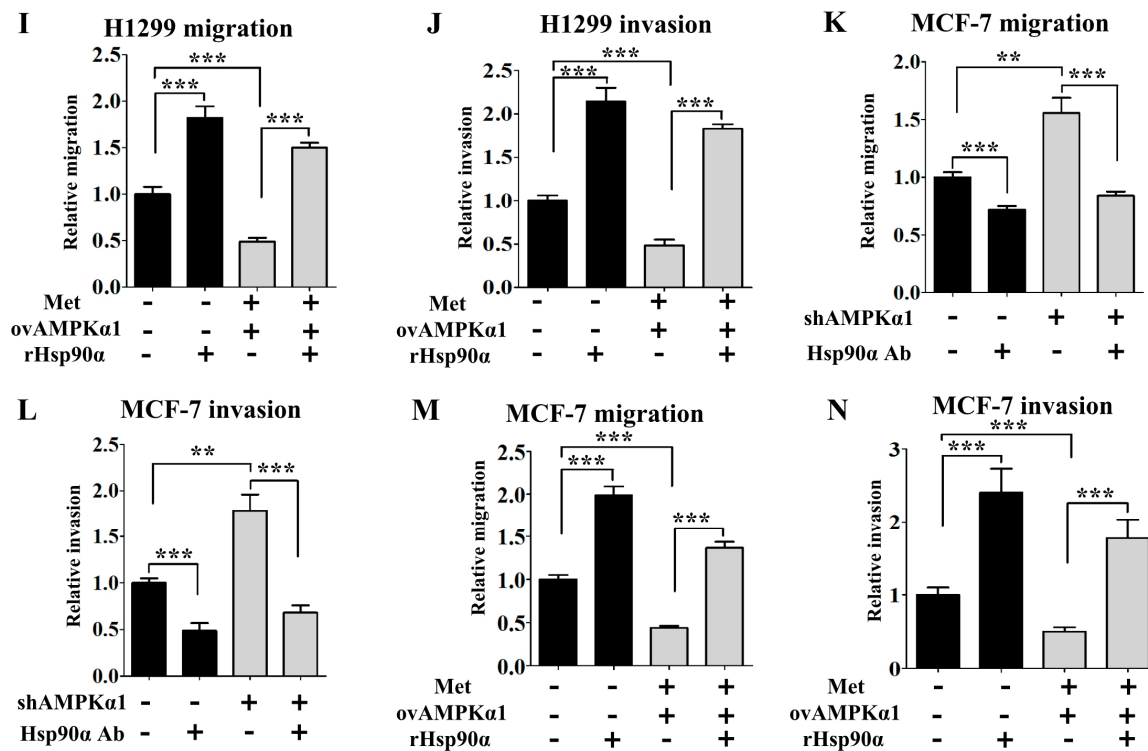 I
H1299 migration
Relative migration
2.5
2.0
1.5
1.0
0.5
0.0
***
***
***
Met - - + +
ovAMPKα1 - - + +
rHsp90α - + - +
J
H1299 invasion
Relative invasion
2.5
2.0
1.5
1.0
0.5
0.0
***
***
***
Met - - + +
ovAMPKα1 - - + +
rHsp90α - + - +
K
MCF-7 migration
Relative migration
2.0
1.5
1.0
0.5
0.0
**
***
***
shAMPKα1 - - + +
Hsp90α Ab - + - +
L
MCF-7 invasion
Relative invasion
2.5
2.0
1.5
1.0
0.5
0.0
**
***
***
shAMPKα1 - - + +
Hsp90α Ab - + - +
M
MCF-7 migration
Relative migration
2.5
2.0
1.5
1.0
0.5
0.0
***
***
***
Met - - + +
ovAMPKα1 - - + +
rHsp90α - + - +
N
MCF-7 invasion
Relative invasion
3
2
1
0
***
***
***
Met - - + +
ovAMPKα1 - - + +
rHsp90α - + - +